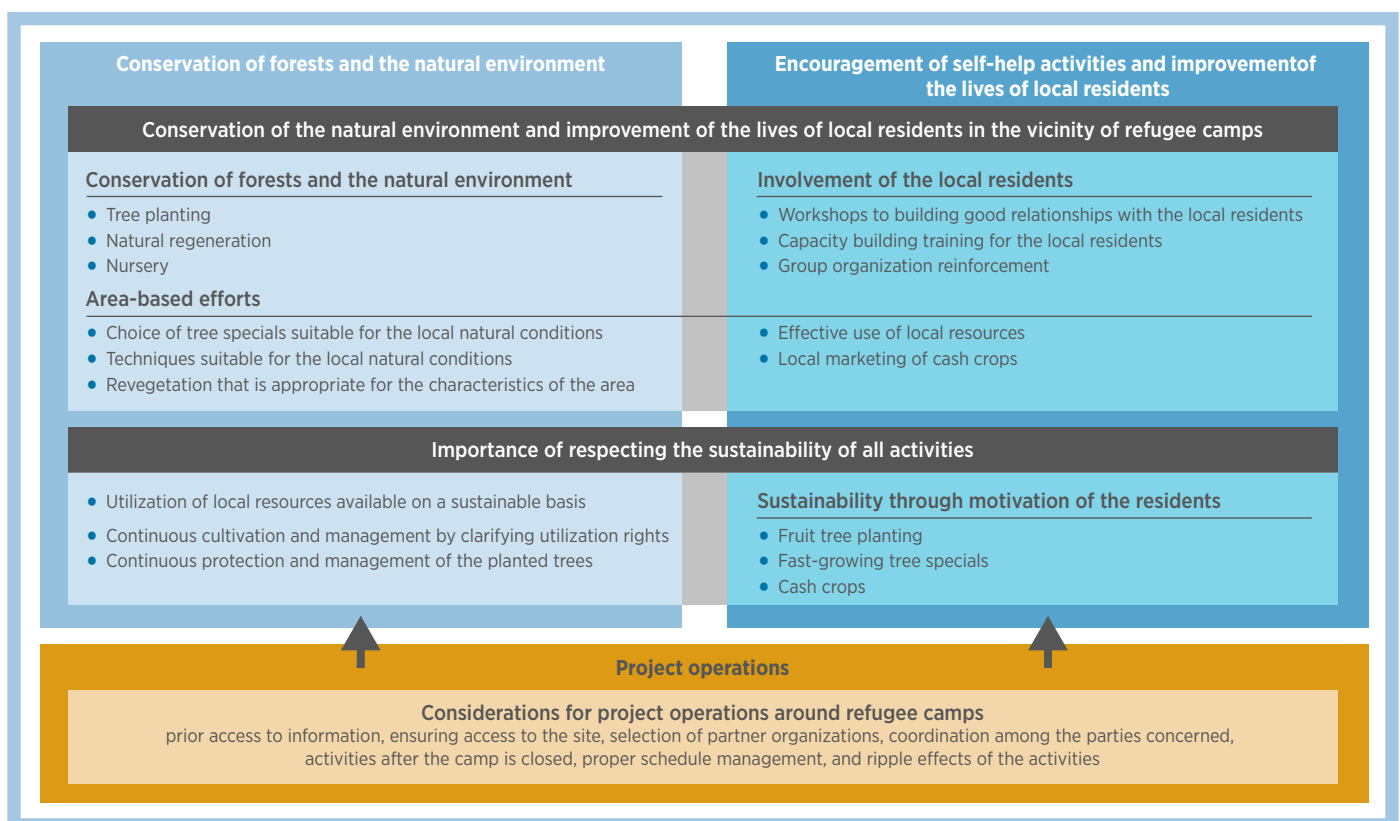 Conservation of forests and the natural environment
Encouragement of self-help activities and improvementof
the lives of local residents
Conservation of the natural environment and improvement of the lives of local residents in the vicinity of refugee camps
Conservation of forests and the natural environment
• Tree planting
• Natural regeneration
• Nursery
Involvement of the local residents
• Workshops to building good relationships with the local residents
• Capacity building training for the local residents
• Group organization reinforcement
Area-based efforts
• Choice of tree specials suitable for the local natural conditions
• Techniques suitable for the local natural conditions
• Revegetation that is appropriate for the characteristics of the area
• Effective use of local resources
• Local marketing of cash crops
Importance of respecting the sustainability of all activities
• Utilization of local resources available on a sustainable basis
• Continuous cultivation and management by clarifying utilization rights
• Continuous protection and management of the planted trees
Sustainability through motivation of the residents
• Fruit tree planting
• Fast-growing tree specials
• Cash crops
Project operations
Considerations for project operations around refugee camps
prior access to information, ensuring access to the site, selection of partner organizations, coordination among the parties concerned,
activities after the camp is closed, proper schedule management, and ripple effects of the activities